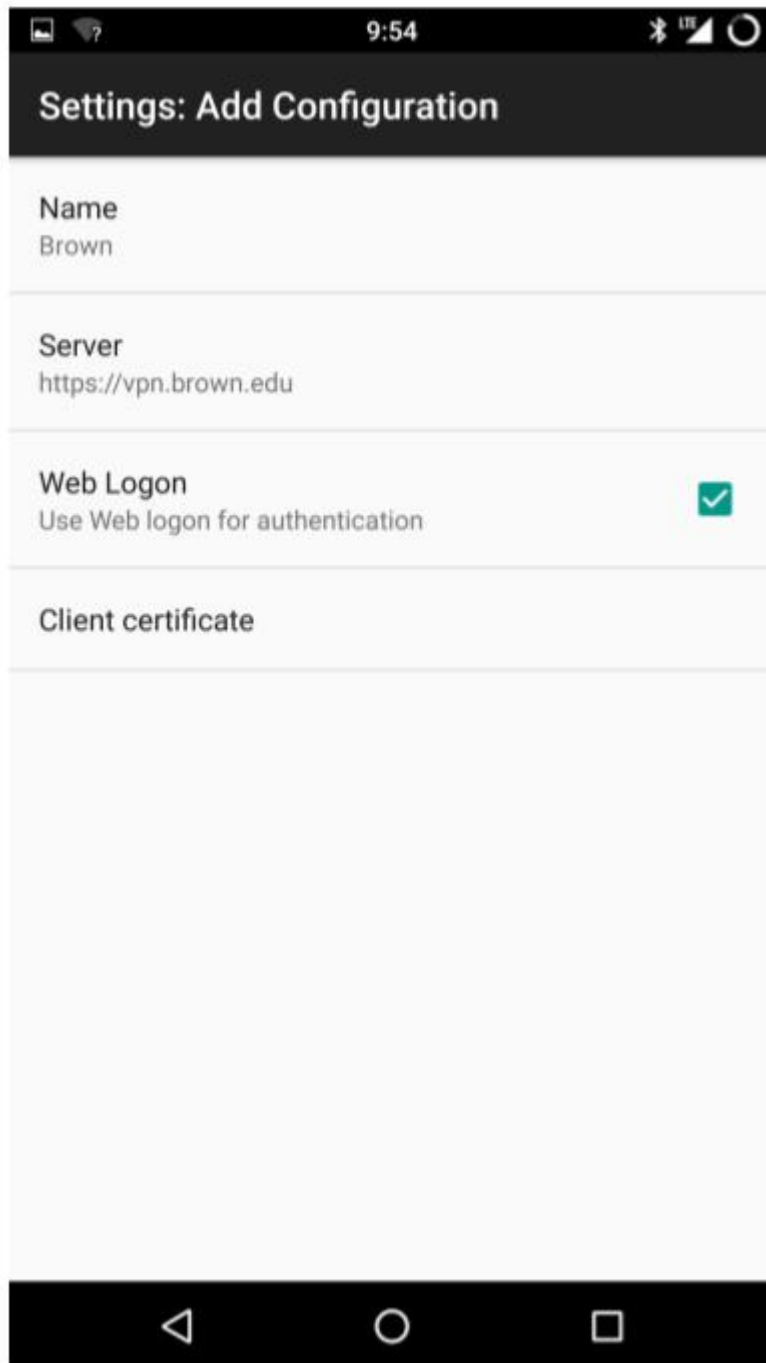 9:54
LTE
Settings: Add Configuration
Name
Brown
Server
https://vpn.brown.edu
Web Logon
Use Web logon for authentication
Client certificate